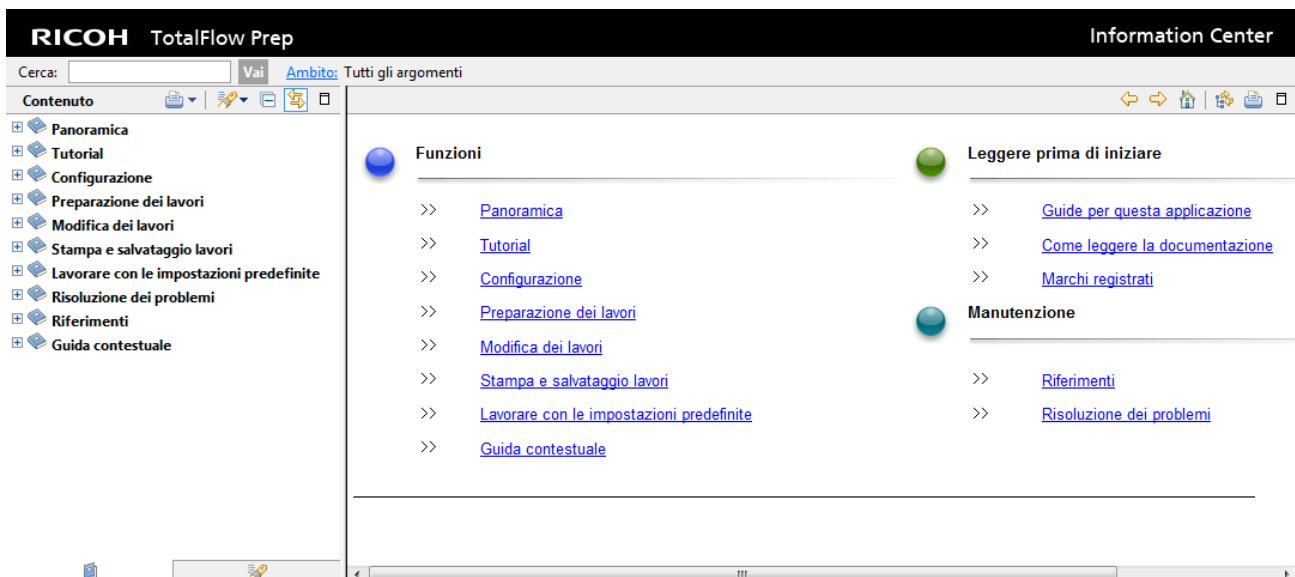 RICOH TotalFlow Prep Information Center
Cerca: Vai Ambito: Tutti gli argomenti
Contenuto
Panoramica
Tutorial
Configurazione
Preparazione dei lavori
Modifica dei lavori
Stampa e salvataggio lavori
Lavorare con le impostazioni predefinite
Risoluzione dei problemi
Riferimenti
Guida contestuale
Funzioni
>> Panoramica
>> Tutorial
>> Configurazione
>> Preparazione dei lavori
>> Modifica dei lavori
>> Stampa e salvataggio lavori
>> Lavorare con le impostazioni predefinite
>> Guida contestuale
Leggere prima di iniziare
>> Guide per questa applicazione
>> Come leggere la documentazione
>> Marchi registrati
Manutenzione
>> Riferimenti
>> Risoluzione dei problemi